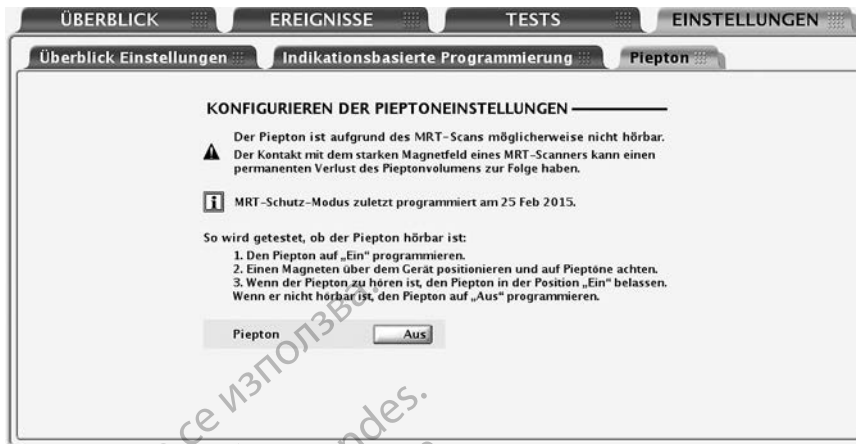 ÜBERBLICK EREIGNISSE TESTS EINSTELLUNGEN
Überblick Einstellungen Indikationsbasierte Programmierung Piepton
KONFIGURIEREN DER PIEPTONEINSTELLUNGEN
Der Piepton ist aufgrund des MRT-Scans möglicherweise nicht hörbar.
Der Kontakt mit dem starken Magnetfeld eines MRT-Scanners kann einen
permanenten Verlust des Pieptonvolumens zur Folge haben.
MRT-Schutz-Modus zuletzt programmiert am 25 Feb 2015.
So wird getestet, ob der Piepton hörbar ist:
1. Den Piepton auf „Ein" programmieren.
2. Einen Magneten über dem Gerät positionieren und auf Pieptöne achten.
3. Wenn der Piepton zu hören ist, den Piepton in der Position „Ein" belassen.
Wenn er nicht hörbar ist, den Piepton auf „Aus" programmieren.
Piepton Aus
се използва.